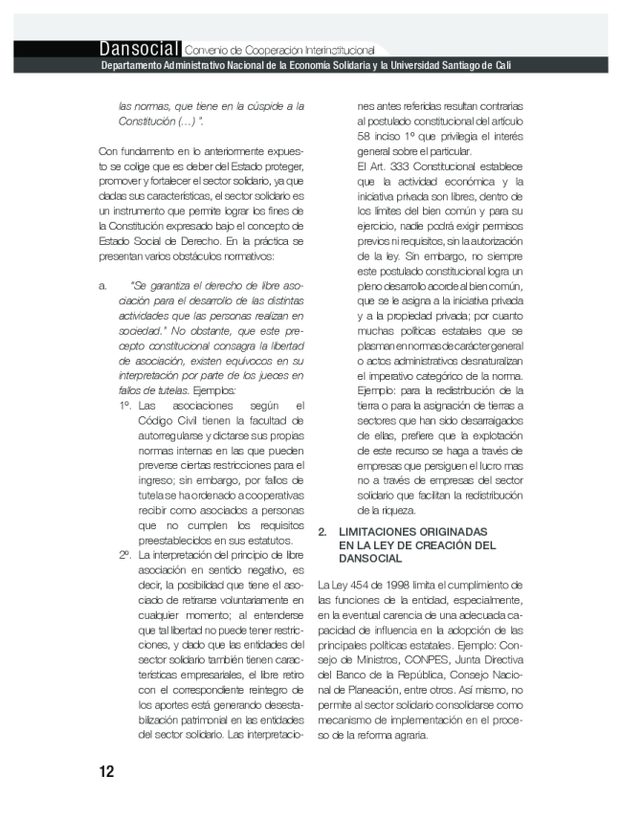 Dansocial Convenio de Cooperación Interinstitucional
Departamento Administrativo Nacional de la Economía Solidaria y la Universidad Santiago de Cali
las normas, que tiene en la cúspide a la
Constitución (…) ".
Con fundamento en lo anteriormente expues-
to se colige que es deber del Estado proteger,
promover y fortalecer el sector solidario, ya que
dadas sus características, el sector solidario es
un instrumento que permite lograr los fines de
la Constitución expresado bajo el concepto de
Estado Social de Derecho. En la práctica se
presentan varios obstáculos normativos:
a. "Se garantiza el derecho de libre aso-
ciación para el desarrollo de las distintas
actividades que las personas realizan en
sociedad." No obstante, que este pre-
cepto constitucional consagra la libertad
de asociación, existen equívocos en su
interpretación por parte de los jueces en
fallos de tutelas. Ejemplos:
1º. Las asociaciones según el
Código Civil tienen la facultad de
autorregularse y dictarse sus propias
normas internas en las que pueden
preverse ciertas restricciones para el
ingreso; sin embargo, por fallos de
tutela se ha ordenado a cooperativas
recibir como asociados a personas
que no cumplen los requisitos
preestablecidos en sus estatutos.
2º. La interpretación del principio de libre
asociación en sentido negativo, es
decir, la posibilidad que tiene el aso-
ciado de retirarse voluntariamente en
cualquier momento; al entenderse
que tal libertad no puede tener restric-
ciones, y dado que las entidades del
sector solidario también tienen carac-
terísticas empresariales, el libre retiro
con el correspondiente reintegro de
los aportes está generando desesta-
bilización patrimonial en las entidades
del sector solidario. Las interpretacio-
nes antes referidas resultan contrarias
al postulado constitucional del artículo
58 inciso 1º que privilegia el interés
general sobre el particular.
El Art. 333 Constitucional establece
que la actividad económica y la
iniciativa privada son libres, dentro de
los límites del bien común y para su
ejercicio, nadie podrá exigir permisos
previos ni requisitos, sin la autorización
de la ley. Sin embargo, no siempre
este postulado constitucional logra un
pleno desarrollo acorde al bien común,
que se le asigna a la iniciativa privada
y a la propiedad privada; por cuanto
muchas políticas estatales que se
plasman en normas de carácter general
o actos administrativos desnaturalizan
el imperativo categórico de la norma.
Ejemplo: para la redistribución de la
tierra o para la asignación de tierras a
sectores que han sido desarraigados
de ellas, prefiere que la explotación
de este recurso se haga a través de
empresas que persiguen el lucro mas
no a través de empresas del sector
solidario que facilitan la redistribución
de la riqueza.
2. LIMITACIONES ORIGINADAS
EN LA LEY DE CREACIÓN DEL
DANSOCIAL
La Ley 454 de 1998 limita el cumplimiento de
las funciones de la entidad, especialmente,
en la eventual carencia de una adecuada ca-
pacidad de influencia en la adopción de las
principales políticas estatales. Ejemplo: Con-
sejo de Ministros, CONPES, Junta Directiva
del Banco de la República, Consejo Nacio-
nal de Planeación, entre otros. Así mismo, no
permite al sector solidario consolidarse como
mecanismo de implementación en el proce-
so de la reforma agraria.
12